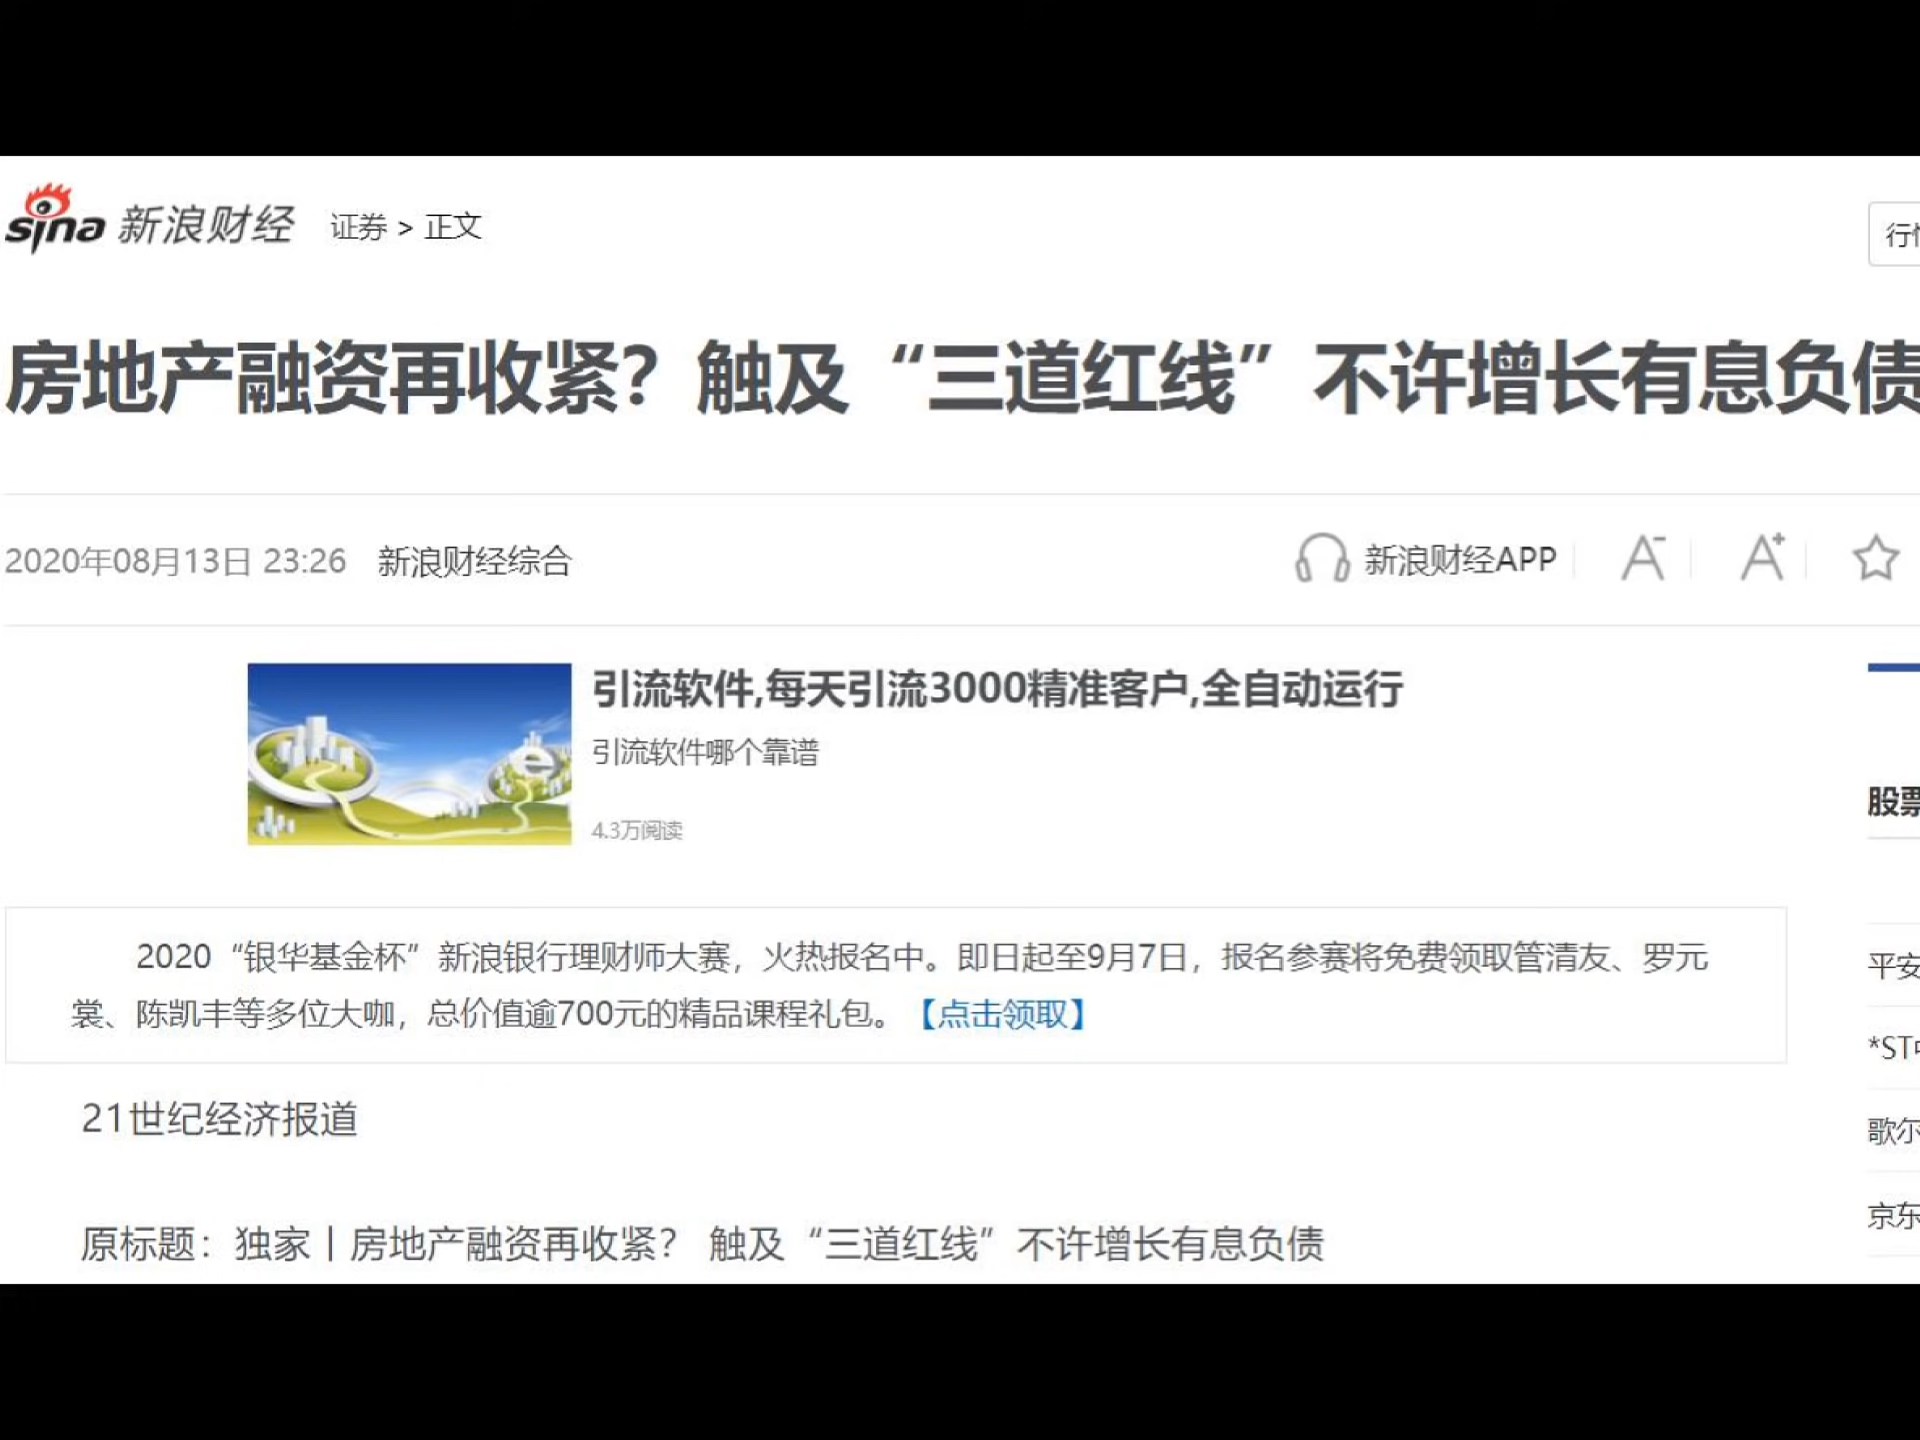 sina 新浪财经 证券 > 正文
行
房地产融资再收紧？触及“三道红线”不许增长有息负债
2020年08月13日 23:26 新浪财经综合
新浪财经APP A- A+
引流软件,每天引流3000精准客户,全自动运行
引流软件哪个靠谱
4.3万阅读
股票
2020“银华基金杯”新浪银行理财师大赛，火热报名中。即日起至9月7日，报名参赛将免费领取管清友、罗元
裳、陈凯丰等多位大咖，总价值逾700元的精品课程礼包。【点击领取】
平安
*ST
21世纪经济报道
歌尔
京东
原标题：独家丨房地产融资再收紧？ 触及“三道红线”不许增长有息负债